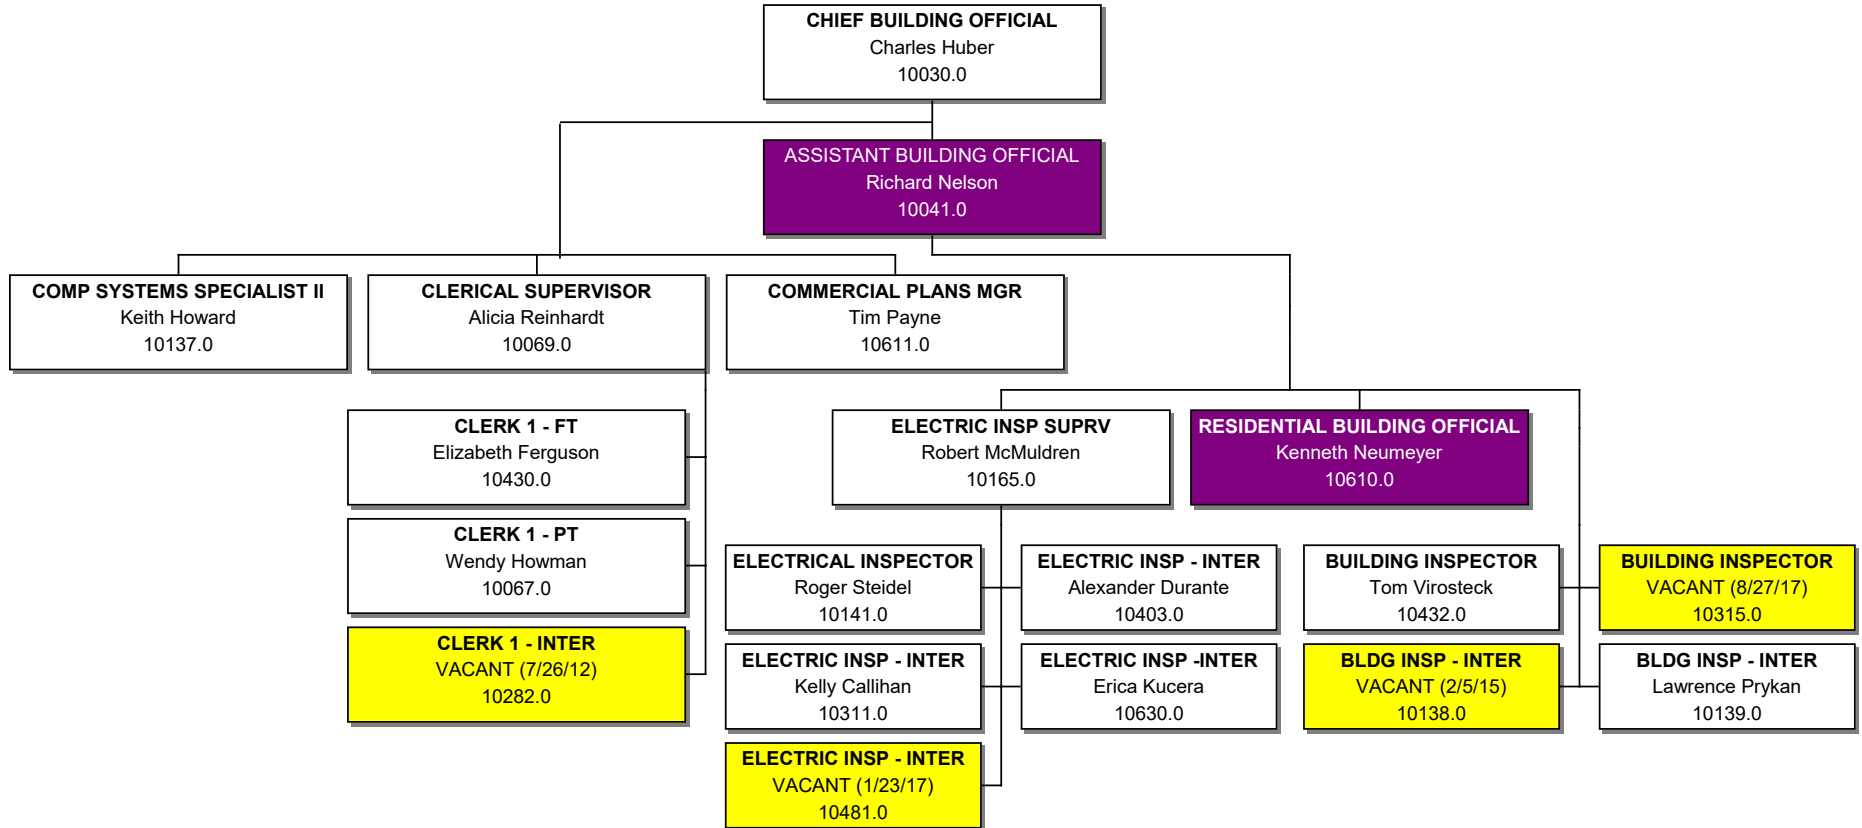 CHIEF BUILDING OFFICIAL
Charles Huber
10030.0
ASSISTANT BUILDING OFFICIAL
Richard Nelson
10041.0
COMP SYSTEMS SPECIALIST II
Keith Howard
10137.0
CLERICAL SUPERVISOR
Alicia Reinhardt
10069.0
COMMERCIAL PLANS MGR
Tim Payne
10611.0
CLERK 1 - FT
Elizabeth Ferguson
10430.0
CLERK 1 - PT
Wendy Howman
10067.0
CLERK 1 - INTER
VACANT (7/26/12)
10282.0
ELECTRIC INSP SUPRV
Robert McMuldren
10165.0
RESIDENTIAL BUILDING OFFICIAL
Kenneth Neumeyer
10610.0
ELECTRICAL INSPECTOR
Roger Steidel
10141.0
ELECTRIC INSP - INTER
Alexander Durante
10403.0
ELECTRIC INSP - INTER
Kelly Callihan
10311.0
ELECTRIC INSP -INTER
Erica Kucera
10630.0
ELECTRIC INSP - INTER
VACANT (1/23/17)
10481.0
BUILDING INSPECTOR
Tom Virosteck
10432.0
BUILDING INSPECTOR
VACANT (8/27/17)
10315.0
BLDG INSP - INTER
VACANT (2/5/15)
10138.0
BLDG INSP - INTER
Lawrence Prykan
10139.0